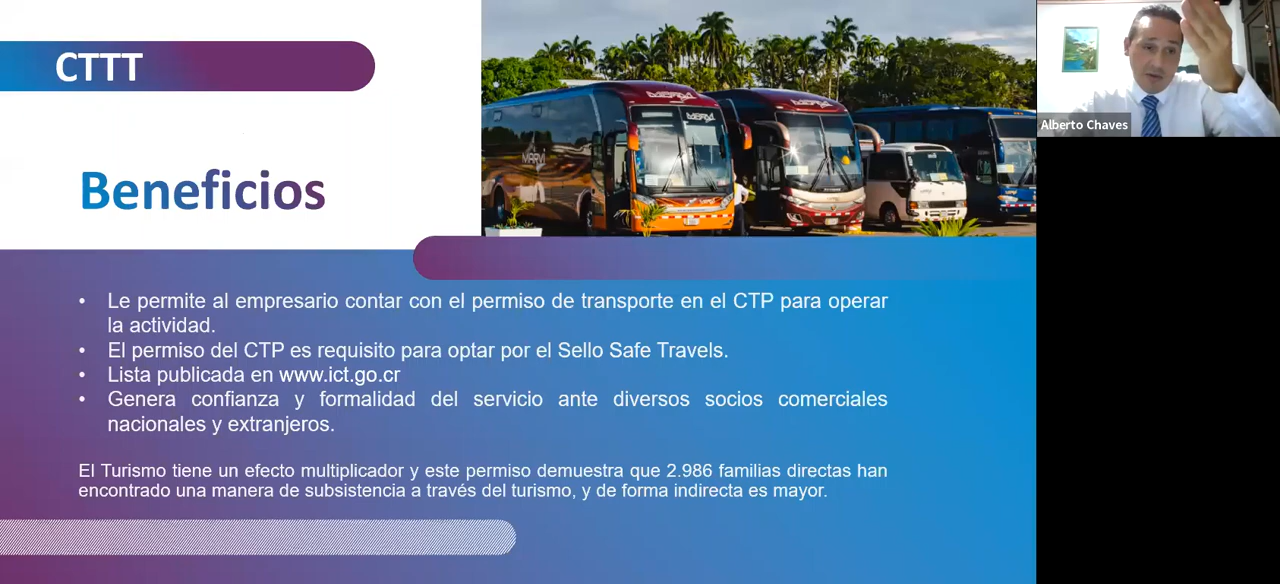 CTTT
Beneficios
Alberto Chaves
MARVI
• Le permite al empresario contar con el permiso de transporte en el CTP para operar
la actividad.
• El permiso del CTP es requisito para optar por el Sello Safe Travels.
• Lista publicada en www.ict.go.cr
• Genera confianza y formalidad del servicio ante diversos socios comerciales
nacionales y extranjeros.
El Turismo tiene un efecto multiplicador y este permiso demuestra que 2.986 familias directas han
encontrado una manera de subsistencia a través del turismo, y de forma indirecta es mayor.